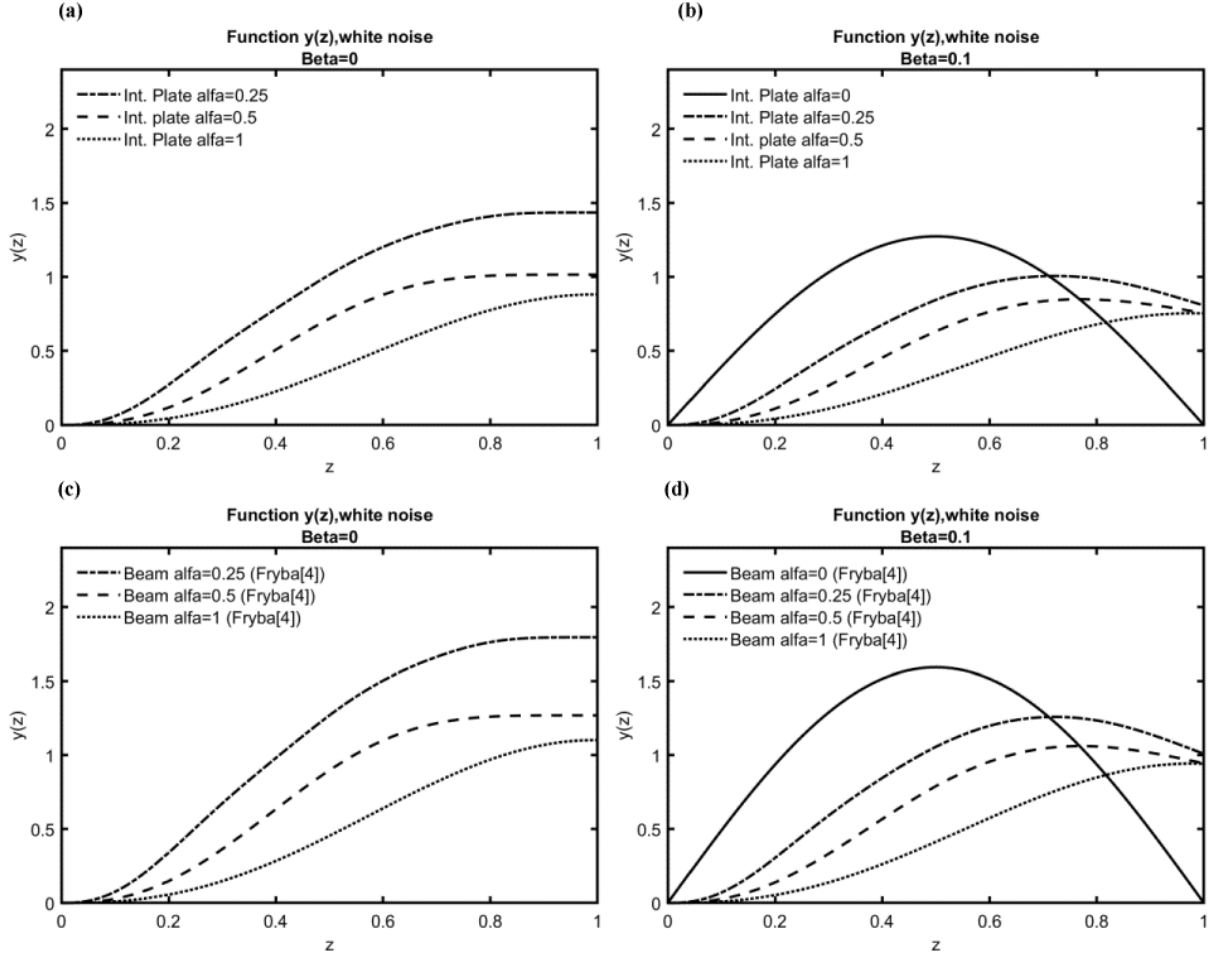 (a)
Function y(z),white noise
Beta=0
Int. Plate alfa=0.25
Int. plate alfa=0.5
Int. Plate alfa=1
2
1.5
1
0.5
0
y(z)
0 0.2 0.4 0.6 0.8 1
z
(b)
Function y(z),white noise
Beta=0.1
Int. Plate alfa=0
Int. Plate alfa=0.25
Int. plate alfa=0.5
Int. Plate alfa=1
2
1.5
1
0.5
0
y(z)
0 0.2 0.4 0.6 0.8 1
z
(c)
Function y(z),white noise
Beta=0
Beam alfa=0.25 (Fryba[4])
Beam alfa=0.5 (Fryba[4])
Beam alfa=1 (Fryba[4])
2
1.5
1
0.5
0
y(z)
0 0.2 0.4 0.6 0.8 1
z
(d)
Function y(z),white noise
Beta=0.1
Beam alfa=0 (Fryba[4])
Beam alfa=0.25 (Fryba[4])
Beam alfa=0.5 (Fryba[4])
Beam alfa=1 (Fryba[4])
2
1.5
1
0.5
0
y(z)
0 0.2 0.4 0.6 0.8 1
z